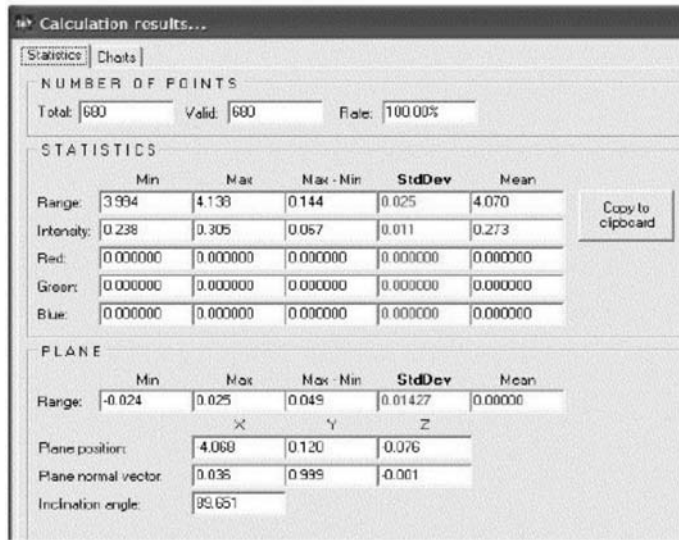 Calculation results...
Statistics Charts
NUMBER OF POINTS
Total: 680 Valid: 680 Rate: 100.00%
STATISTICS
Min Max Max - Min StdDev Mean
Range: 3.994 4.138 0.144 0.025 4.070
Copy to clipboard
Intensity: 0.238 0.305 0.067 0.011 0.273
Red: 0.000000 0.000000 0.000000 0.000000 0.000000
Green: 0.000000 0.000000 0.000000 0.000000 0.000000
Blue: 0.000000 0.000000 0.000000 0.000000 0.000000
PLANE
Min Max Max - Min StdDev Mean
Range: -0.024 0.025 0.049 0.01427 0.00000
X Y Z
Plane position: -4.068 0.120 -0.076
Plane normal vector: 0.036 0.999 -0.001
Inclination angle: